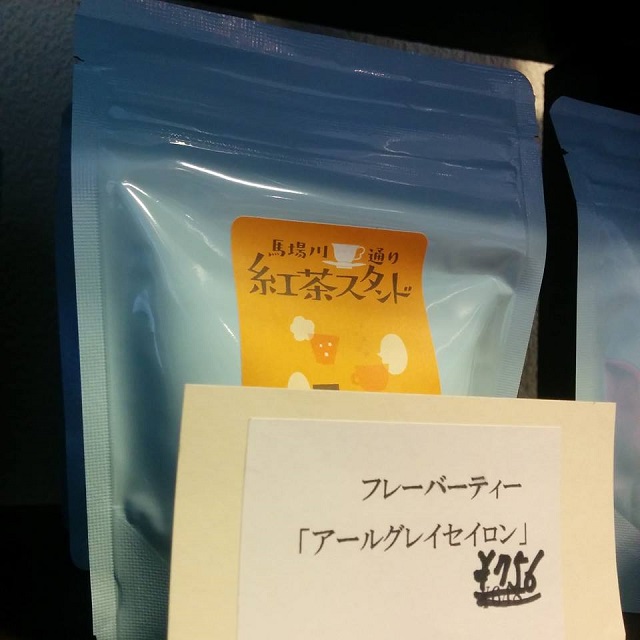 馬場川通り
紅茶スタンド
フレーバーティー
「アールグレイセイロン」
¥756